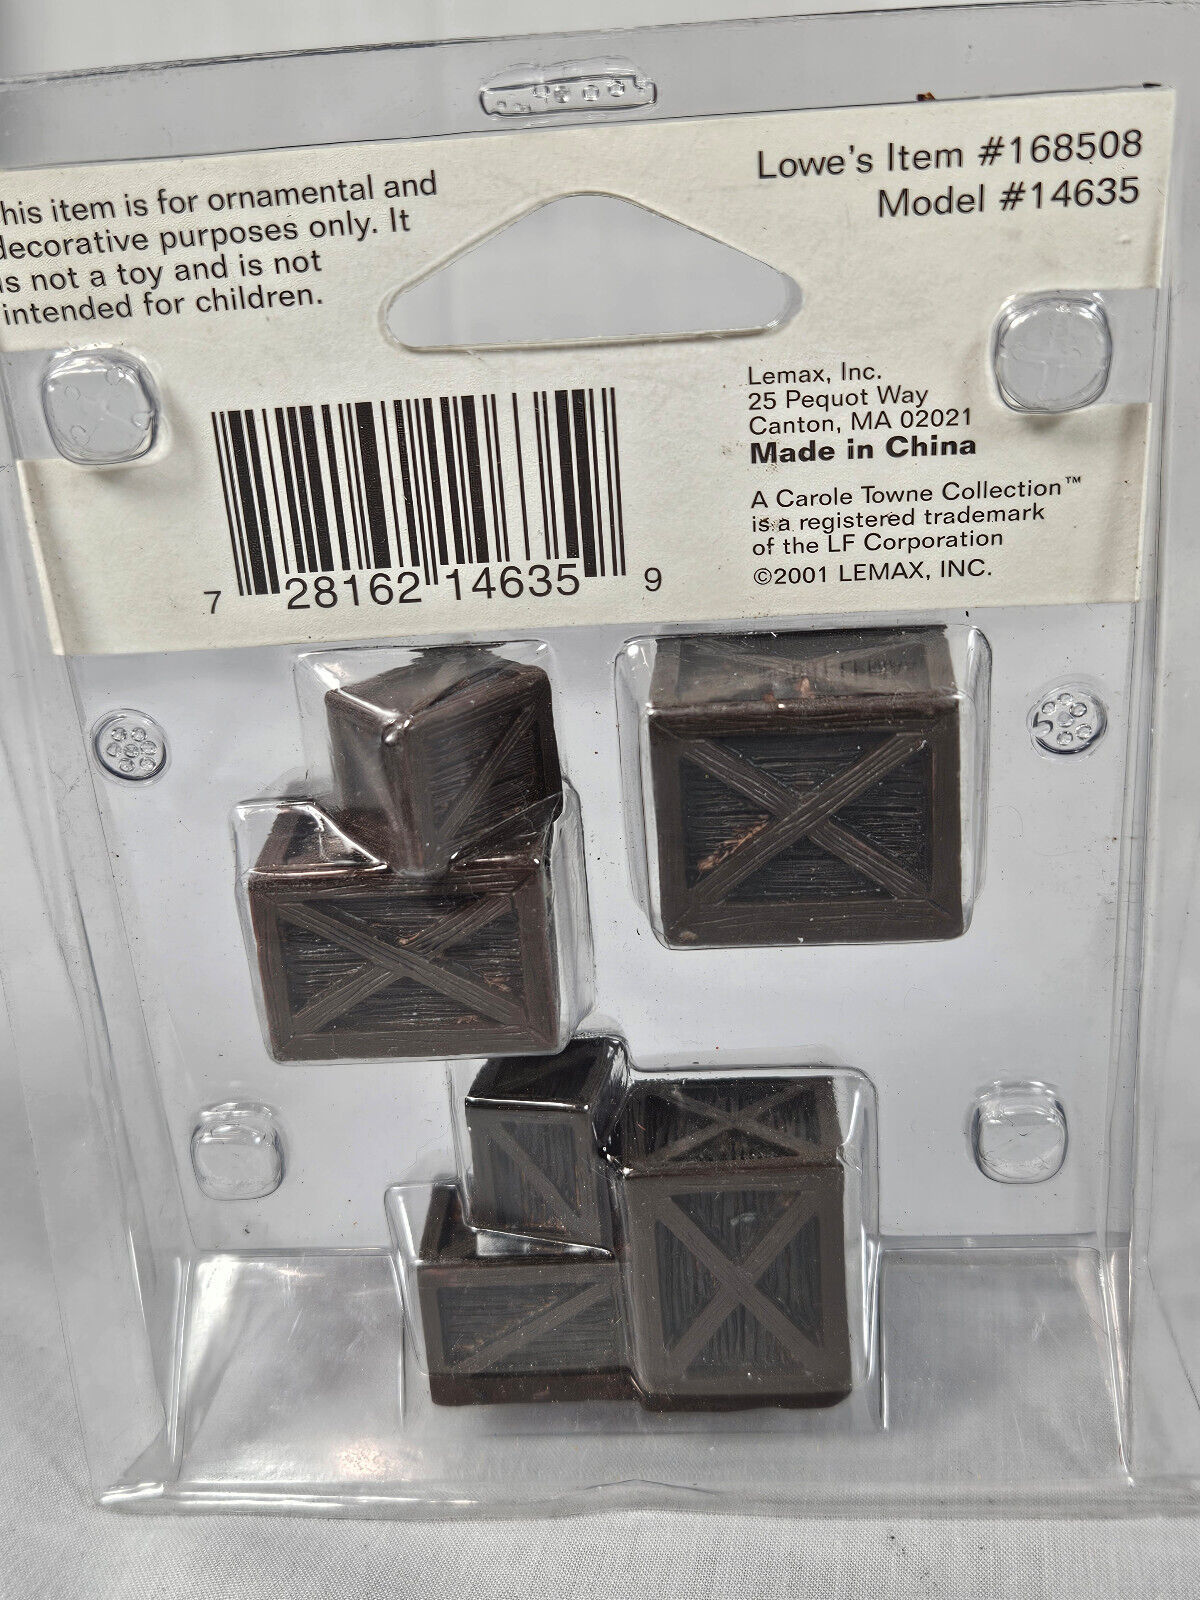 his item is for ornamental and
decorative purposes only. It
is not a toy and is not
intended for children.
Lowe's Item #168508
Model #14635
Lemax, Inc.
25 Pequot Way
Canton, MA 02021
Made in China
A Carole Towne Collection™
is a registered trademark
of the LF Corporation
©2001 LEMAX, INC.
7 28162 14635 9